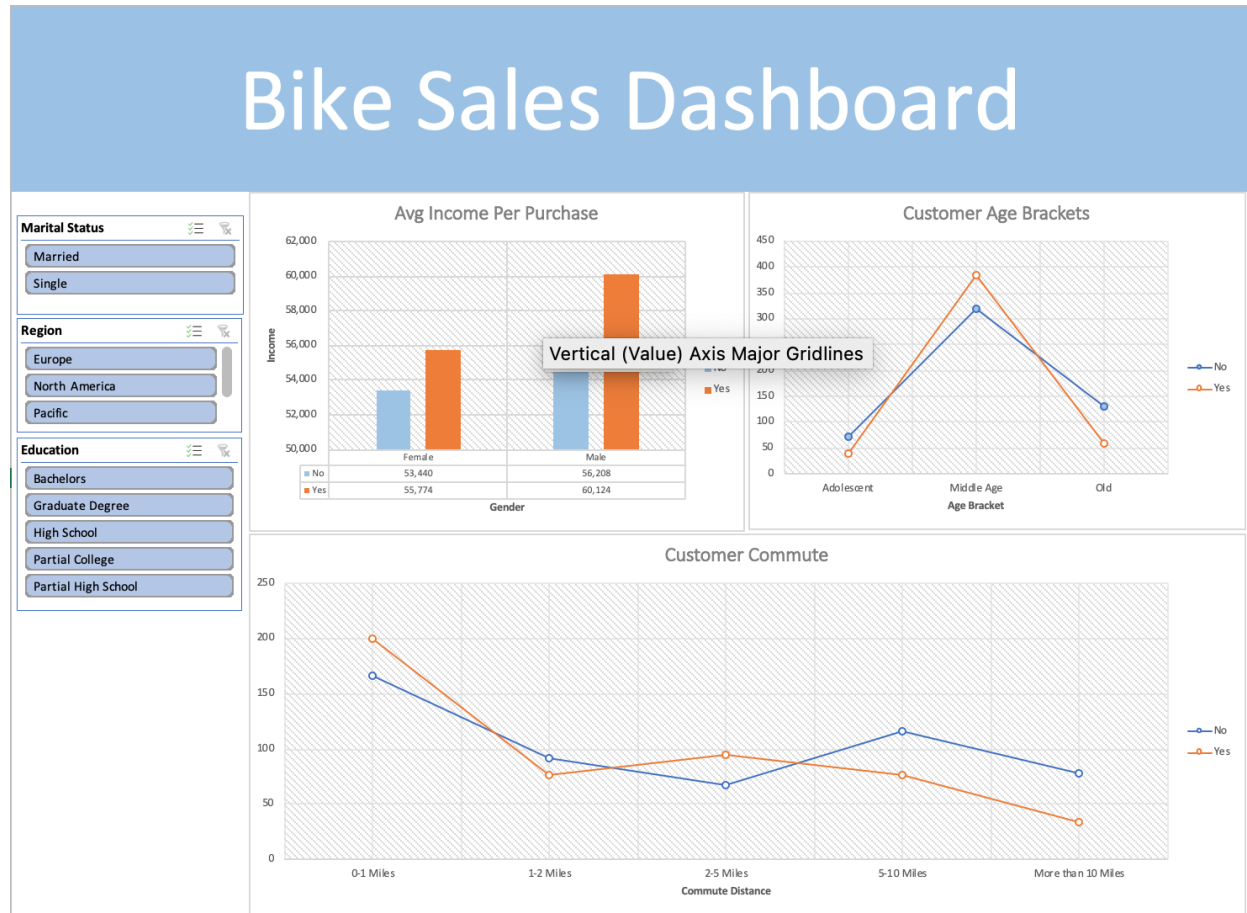 Bike Sales Dashboard
Marital Status
Married
Single
Region
Europe
North America
Pacific
Education
Bachelors
Graduate Degree
High School
Partial College
Partial High School
Avg Income Per Purchase
62,000
60,000
58,000
56,000
54,000
52,000
50,000
Income
Female Male
No 53,440 56,208
Yes 55,774 60,124
Gender
No
Yes
Vertical (Value) Axis Major Gridlines
Customer Age Brackets
450
400
350
300
200
150
100
50
0
Adolescent Middle Age Old
Age Bracket
No
Yes
Customer Commute
250
200
150
100
50
0
0-1 Miles 1-2 Miles 2-5 Miles 5-10 Miles More than 10 Miles
Commute Distance
No
Yes